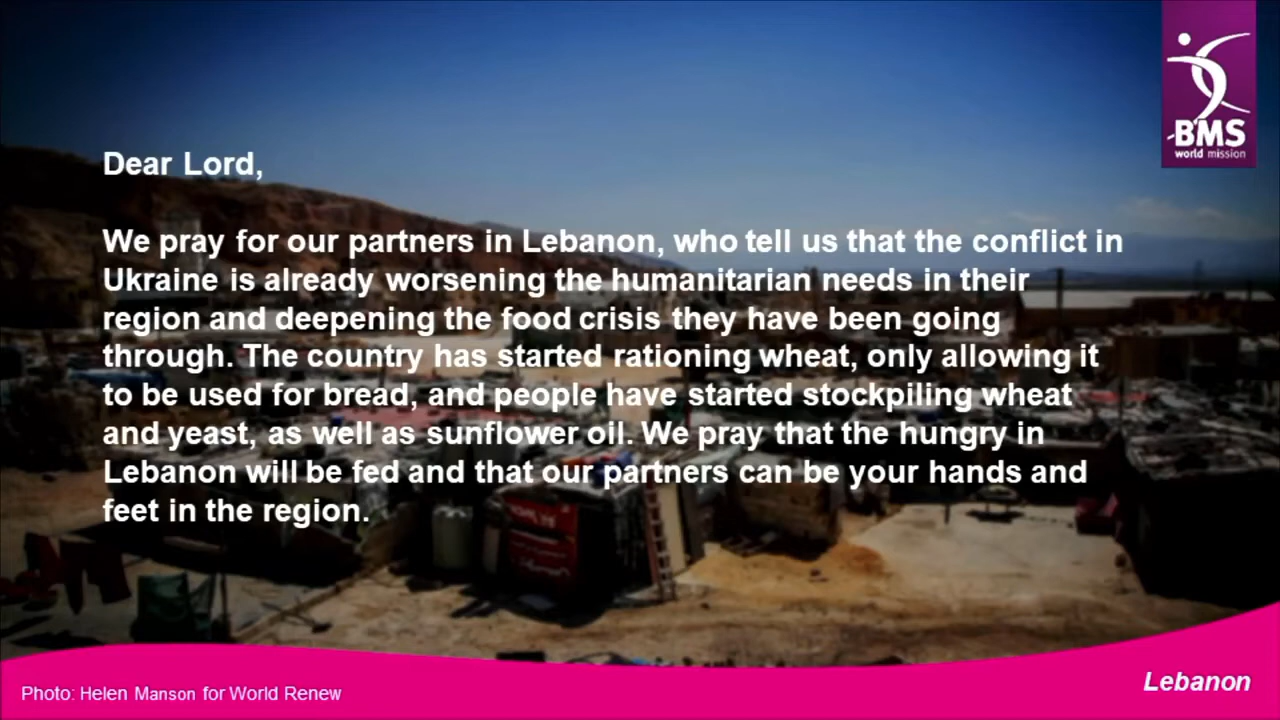 BMS
world mission
Dear Lord,
We pray for our partners in Lebanon, who tell us that the conflict in
Ukraine is already worsening the humanitarian needs in their
region and deepening the food crisis they have been going
through. The country has started rationing wheat, only allowing it
to be used for bread, and people have started stockpiling wheat
and yeast, as well as sunflower oil. We pray that the hungry in
Lebanon will be fed and that our partners can be your hands and
feet in the region.
Photo: Helen Manson for World Renew
Lebanon